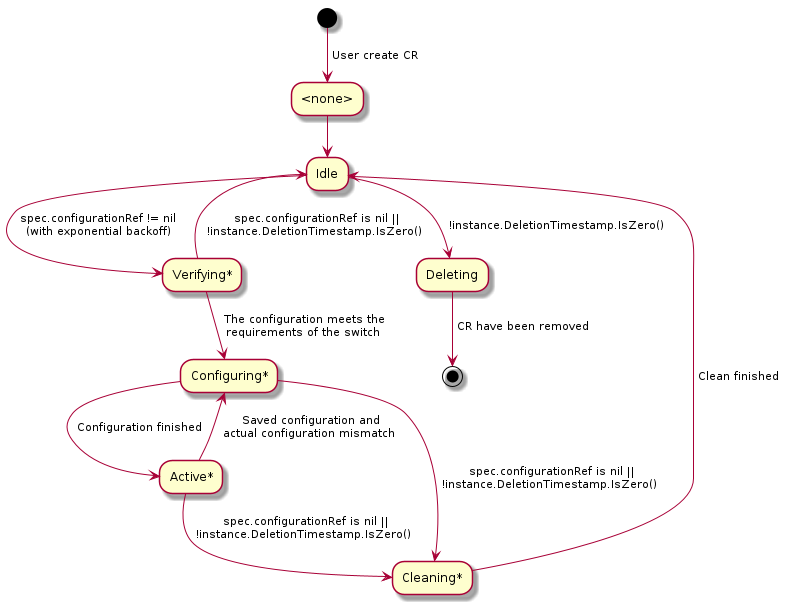 User create CR
<none>
Idle
spec.configurationRef != nil
(with exponential backoff)
spec.configurationRef is nil ||
!instance.DeletionTimestamp.IsZero()
!instance.DeletionTimestamp.IsZero()
Verifying*
Deleting
The configuration meets the
requirements of the switch
CR have been removed
Configuring*
Clean finished
Configuration finished
Saved configuration and
actual configuration mismatch
Active*
spec.configurationRef is nil ||
!instance.DeletionTimestamp.IsZero()
spec.configurationRef is nil ||
!instance.DeletionTimestamp.IsZero()
Cleaning*